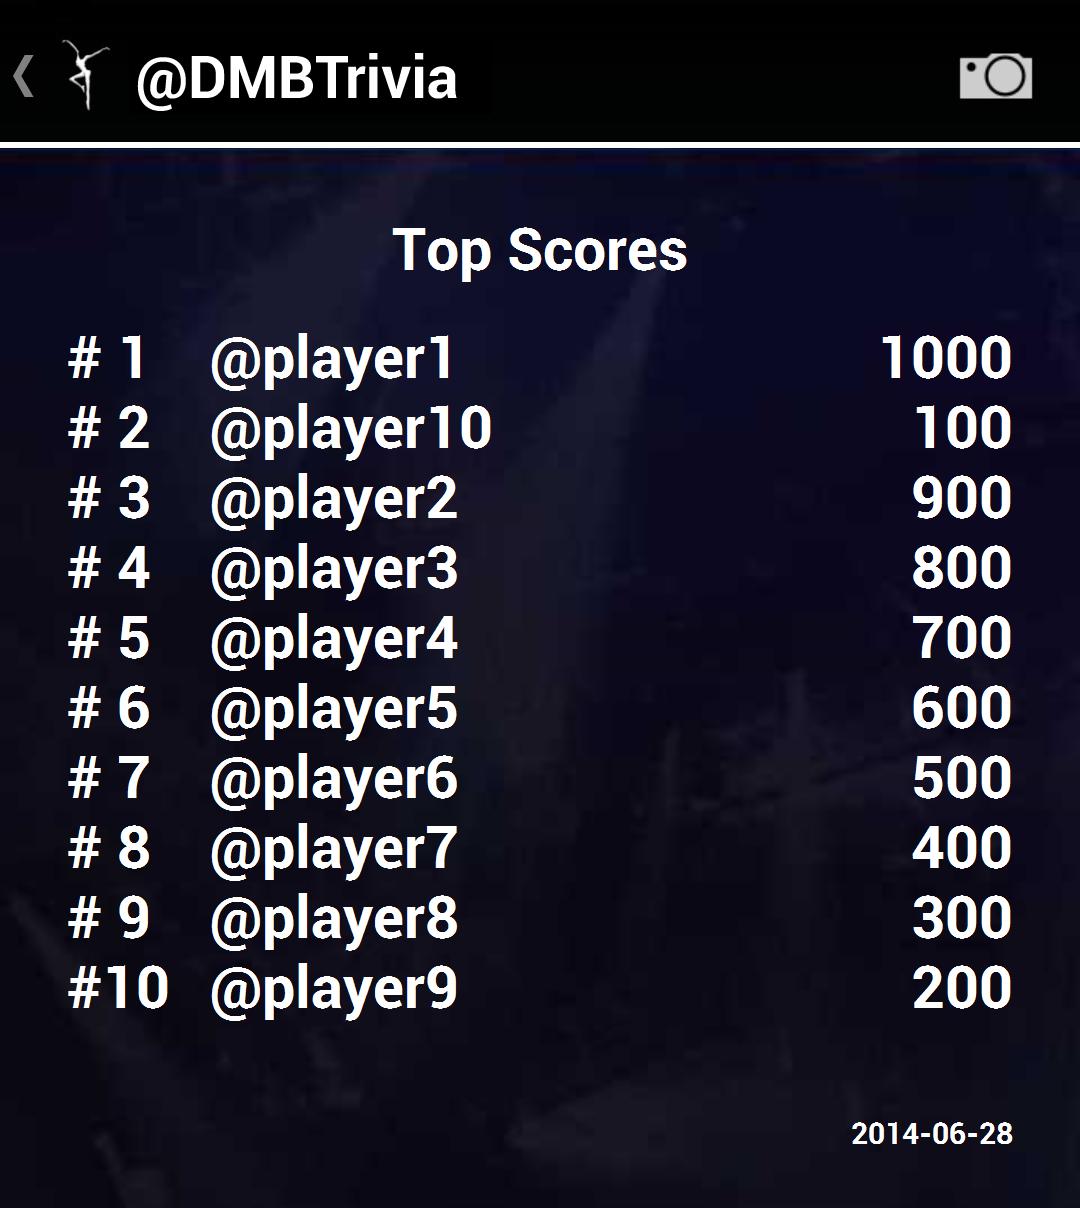 @DMBTrivia
Top Scores
# 1 @player1 1000
# 2 @player10 100
# 3 @player2 900
# 4 @player3 800
# 5 @player4 700
# 6 @player5 600
# 7 @player6 500
# 8 @player7 400
# 9 @player8 300
#10 @player9 200
2014-06-28